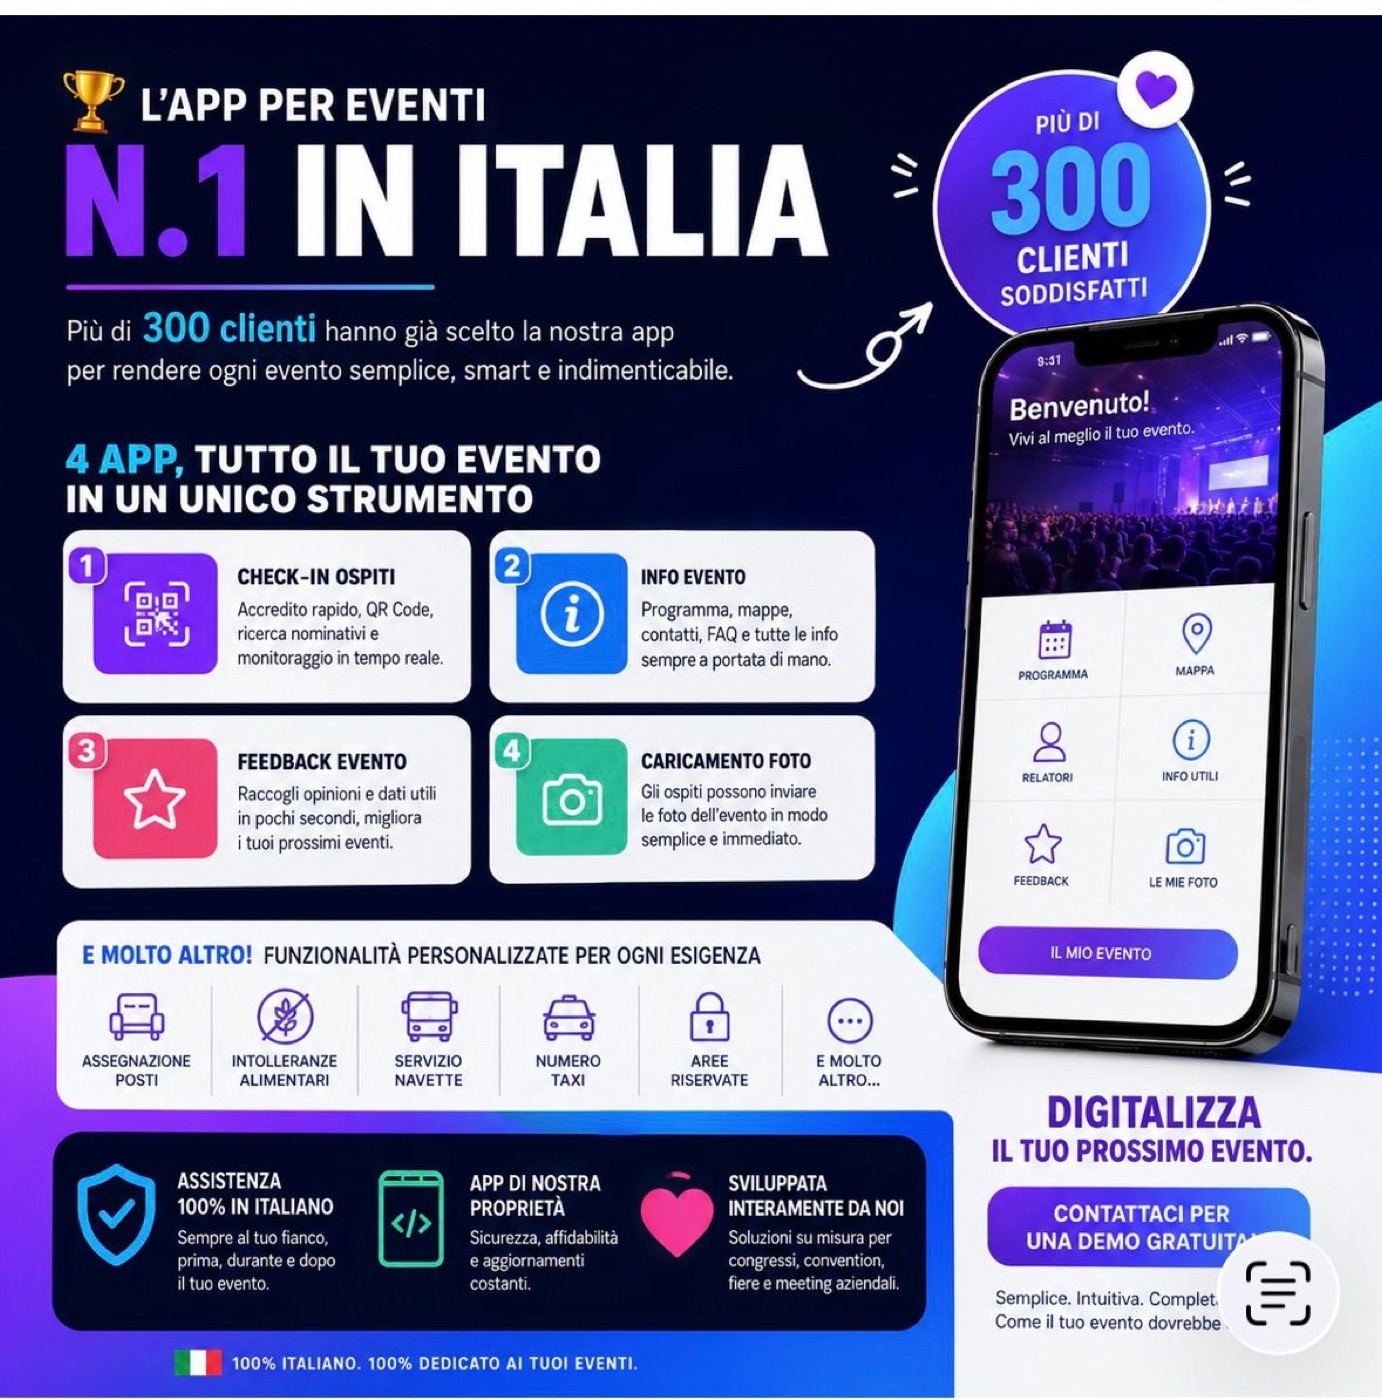 L'APP PER EVENTI
N.1 IN ITALIA
PIÙ DI
300
CLIENTI
SODDISFATTI
Più di 300 clienti hanno già scelto la nostra app
per rendere ogni evento semplice, smart e indimenticabile.
4 APP, TUTTO IL TUO EVENTO
IN UN UNICO STRUMENTO
1
CHECK-IN OSPITI
Accredito rapido, QR Code,
ricerca nominativi e
monitoraggio in tempo reale.
2
INFO EVENTO
Programma, mappe,
contatti, FAQ e tutte le info
sempre a portata di mano.
3
FEEDBACK EVENTO
Raccogli opinioni e dati utili
in pochi secondi, migliora
i tuoi prossimi eventi.
4
CARICAMENTO FOTO
Gli ospiti possono inviare
le foto dell'evento in modo
semplice e immediato.
9:37
Benvenuto!
Vivi al meglio il tuo evento.
PROGRAMMA
MAPPA
RELATORI
INFO UTILI
FEEDBACK
LE MIE FOTO
IL MIO EVENTO
E MOLTO ALTRO! FUNZIONALITÀ PERSONALIZZATE PER OGNI ESIGENZA
ASSEGNAZIONE
POSTI
INTOLLERANZE
ALIMENTARI
SERVIZIO
NAVETTE
NUMERO
TAXI
AREE
RISERVATE
E MOLTO
ALTRO...
ASSISTENZA
100% IN ITALIANO
Sempre al tuo fianco,
prima, durante e dopo
il tuo evento.
</>
APP DI NOSTRA
PROPRIETÀ
Sicurezza, affidabilità
e aggiornamenti
costanti.
SVILUPPATA
INTERAMENTE DA NOI
Soluzioni su misura per
congressi, convention,
fiere e meeting aziendali.
DIGITALIZZA
IL TUO PROSSIMO EVENTO.
CONTATTACI PER
UNA DEMO GRATUITA
Semplice. Intuitiva. Complet
Come il tuo evento dovrebbe
100% ITALIANO. 100% DEDICATO AI TUOI EVENTI.